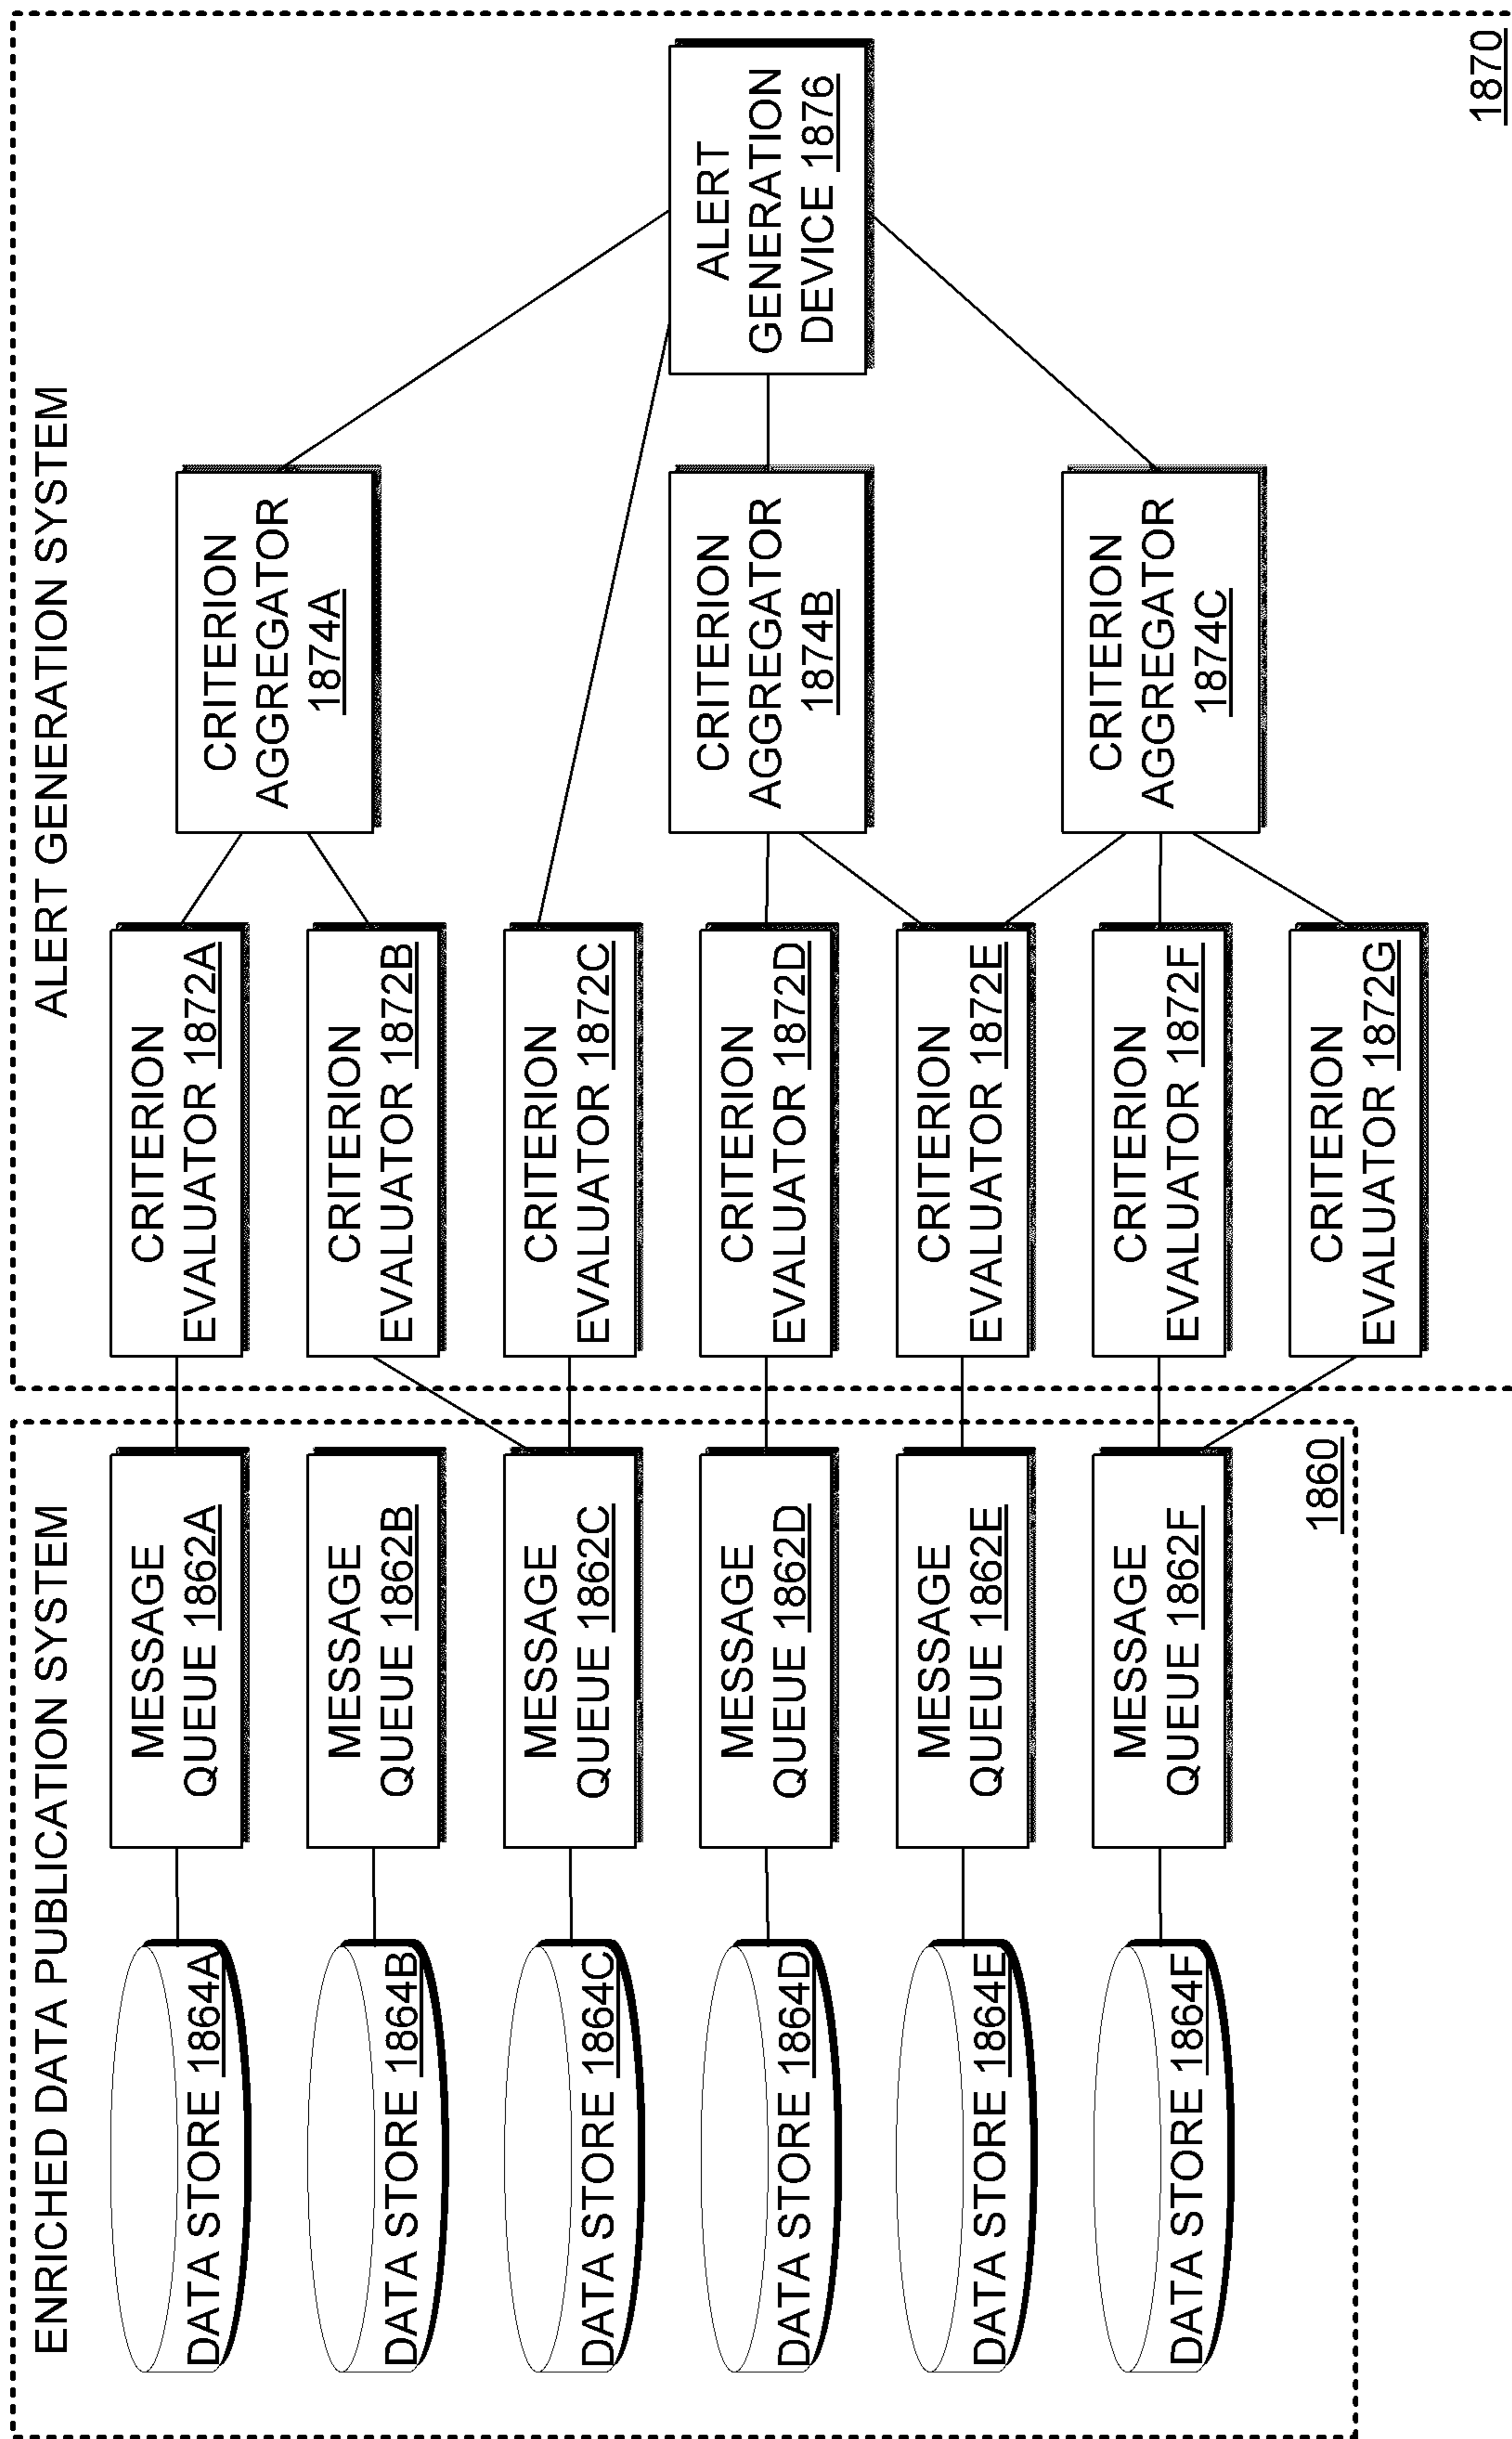 ENRICHED DATA PUBLICATION SYSTEM
DATA STORE 1864A
DATA STORE 1864B
DATA STORE 1864C
DATA STORE 1864D
DATA STORE 1864E
DATA STORE 1864F
MESSAGE
QUEUE 1862A
MESSAGE
QUEUE 1862B
MESSAGE
QUEUE 1862C
MESSAGE
QUEUE 1862D
MESSAGE
QUEUE 1862E
MESSAGE
QUEUE 1862F
1860
ALERT GENERATION SYSTEM
CRITERION
EVALUATOR 1872A
CRITERION
EVALUATOR 1872B
CRITERION
EVALUATOR 1872C
CRITERION
EVALUATOR 1872D
CRITERION
EVALUATOR 1872E
CRITERION
EVALUATOR 1872F
CRITERION
EVALUATOR 1872G
CRITERION
AGGREGATOR
1874A
CRITERION
AGGREGATOR
1874B
CRITERION
AGGREGATOR
1874C
ALERT
GENERATION
DEVICE 1876
1870